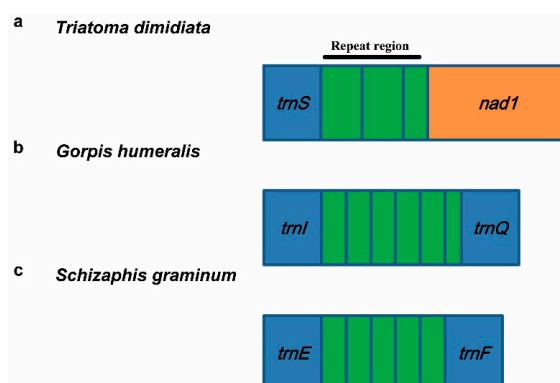 a Triatoma dimidiata
Repeat region
trnS nad1
b Gorpis humeralis
trnI trnQ
c Schizaphis graminum
trnE trnF